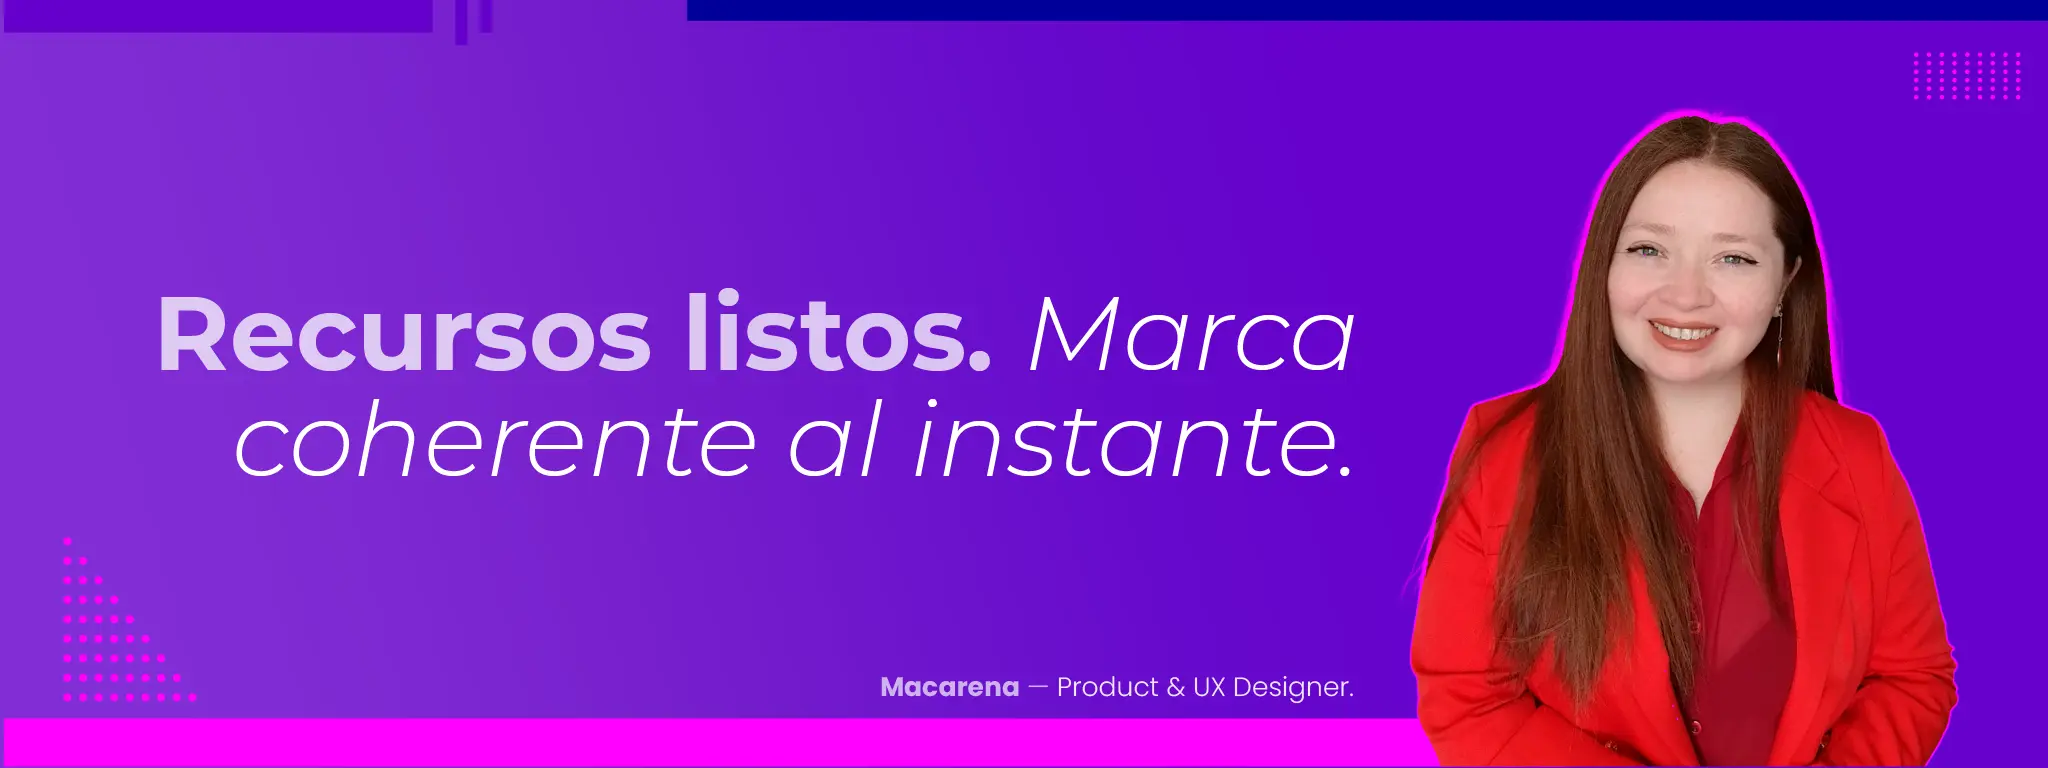 Recursos listos. Marca
coherente al instante.
Macarena — Product & UX Designer.